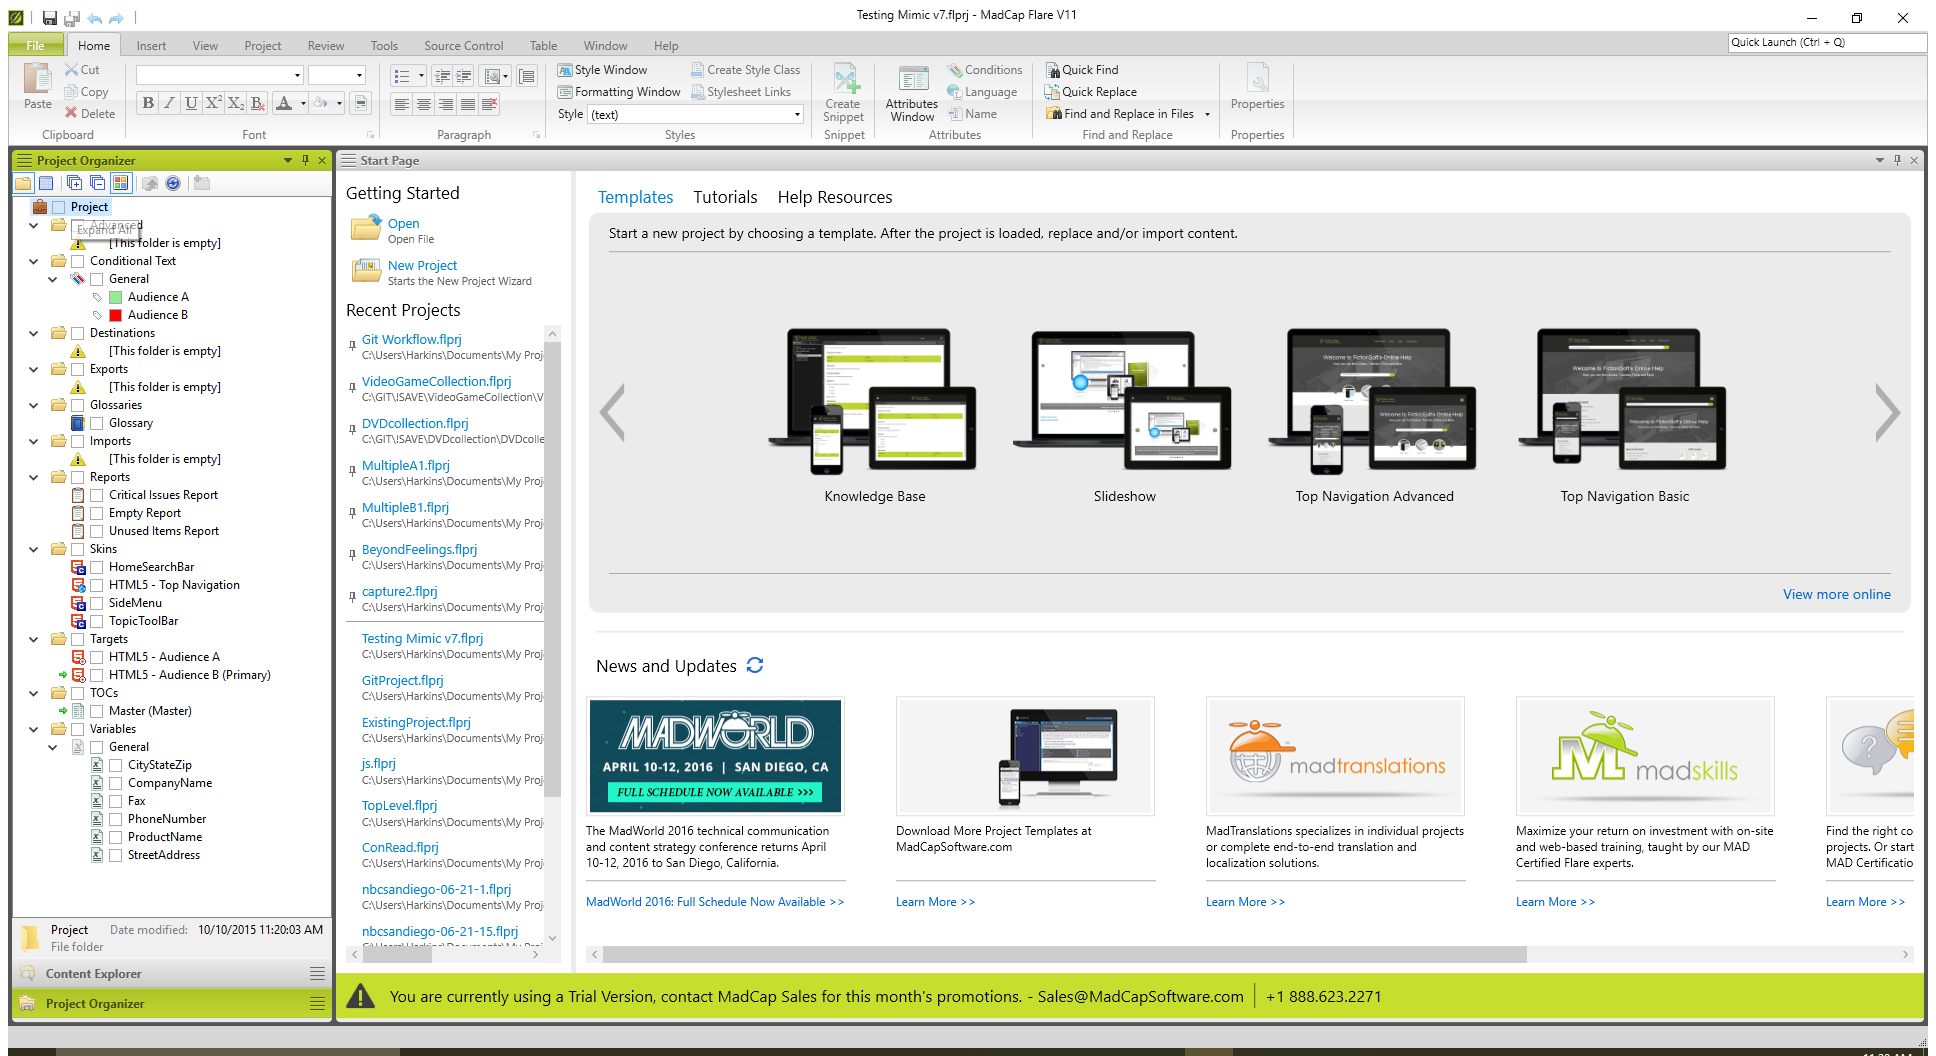 Testing Mimic v7.flprj - MadCap Flare V11
File Home Insert View Project Review Tools Source Control Table Window Help
Quick Launch (Ctrl + Q)
Paste
Cut
Copy
Delete
Clipboard
B I U X² X₂ B A
Font
Paragraph
Style Window
Formatting Window
Create Style Class
Stylesheet Links
Style (text)
Styles
Create Snippet
Snippet
Attributes Window
Conditions
Language
Name
Attributes
Quick Find
Quick Replace
Find and Replace in Files
Find and Replace
Properties
Properties
Project Organizer
Project
Advanced
Expand All
[This folder is empty]
Conditional Text
General
Audience A
Audience B
Destinations
[This folder is empty]
Exports
[This folder is empty]
Glossaries
Glossary
Imports
[This folder is empty]
Reports
Critical Issues Report
Empty Report
Unused Items Report
Skins
HomeSearchBar
HTML5 - Top Navigation
SideMenu
TopicToolBar
Targets
HTML5 - Audience A
HTML5 - Audience B (Primary)
TOCs
Master (Master)
Variables
General
CityStateZip
CompanyName
Fax
PhoneNumber
ProductName
StreetAddress
Project Date modified: 10/10/2015 11:20:03 AM
File folder
Content Explorer
Project Organizer
Start Page
Getting Started
Open
Open File
New Project
Starts the New Project Wizard
Recent Projects
Git Workflow.flprj
C:\Users\Harkins\Documents\My Proj
VideoGameCollection.flprj
C:\GIT\!SAVE\VideoGameCollection\V
DVDcollection.flprj
C:\GIT\!SAVE\DVDcollection\DVDcolle
MultipleA1.flprj
C:\Users\Harkins\Documents\My Proj
MultipleB1.flprj
C:\Users\Harkins\Documents\My Proj
BeyondFeelings.flprj
C:\Users\Harkins\Documents\My Proj
capture2.flprj
C:\Users\Harkins\Documents\My Proj
Testing Mimic v7.flprj
C:\Users\Harkins\Documents\My Proj
GitProject.flprj
C:\Users\Harkins\Documents\My Proj
ExistingProject.flprj
C:\Users\Harkins\Documents\My Proj
js.flprj
C:\Users\Harkins\Documents\My Proj
TopLevel.flprj
C:\Users\Harkins\Documents\My Proj
ConRead.flprj
C:\Users\Harkins\Documents\My Proj
nbcsandiego-06-21-1.flprj
C:\Users\Harkins\Documents\My Proj
nbcsandiego-06-21-15.flprj
Templates Tutorials Help Resources
Start a new project by choosing a template. After the project is loaded, replace and/or import content.
Welcome to FictionSoft's Online Help
Welcome to FictionSoft's Online Help
Knowledge Base
Slideshow
Top Navigation Advanced
Top Navigation Basic
View more online
News and Updates
MADWORLD
APRIL 10-12, 2016 | SAN DIEGO, CA
FULL SCHEDULE NOW AVAILABLE >>>
The MadWorld 2016 technical communication
and content strategy conference returns April
10-12, 2016 to San Diego, California.
MadWorld 2016: Full Schedule Now Available >>
Download More Project Templates at
MadCapSoftware.com
Learn More >>
madtranslations
MadTranslations specializes in individual projects
or complete end-to-end translation and
localization solutions.
Learn More >>
madskills
Maximize your return on investment with on-site
and web-based training, taught by our MAD
Certified Flare experts.
Learn More >>
?
Find the right co
projects. Or start
MAD Certificatio
Learn More >>
You are currently using a Trial Version, contact MadCap Sales for this month's promotions. - Sales@MadCapSoftware.com | +1 888.623.2271